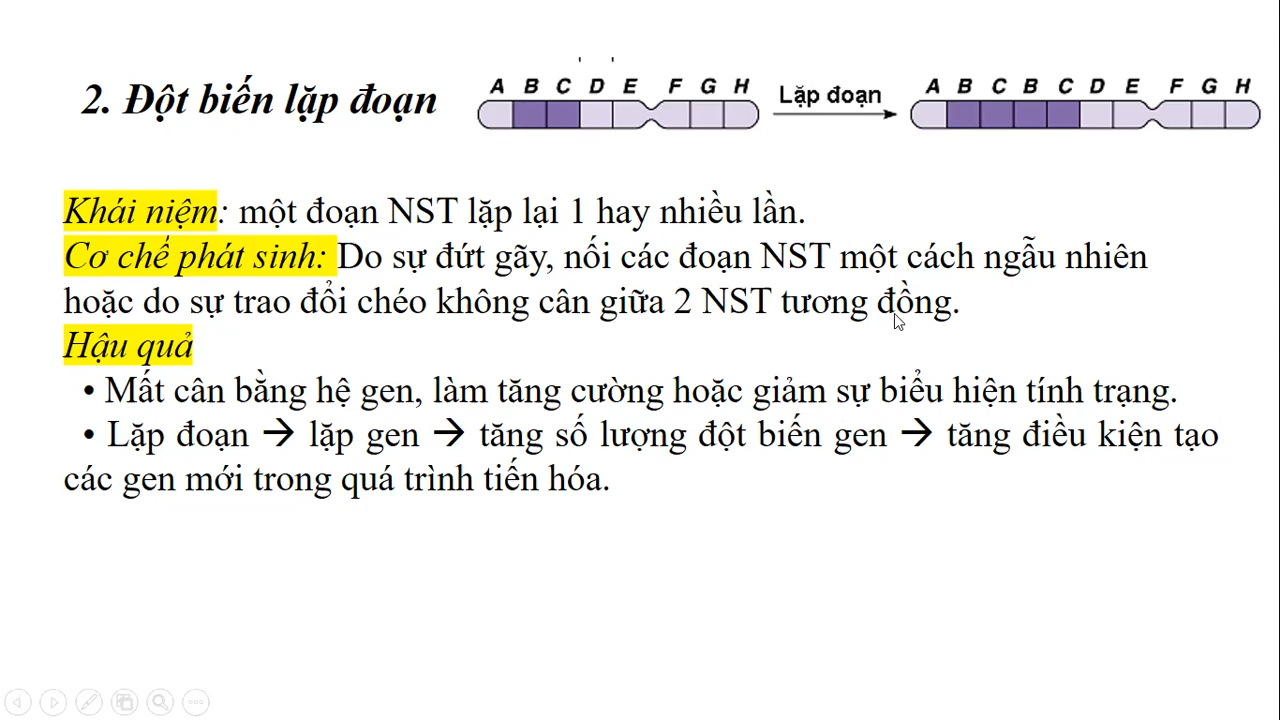 2. Đột biến lặp đoạn
A B C D E F G H
Lặp đoạn
A B C B C D E F G H
Khái niệm: một đoạn NST lặp lại 1 hay nhiều lần.
Cơ chế phát sinh: Do sự đứt gãy, nối các đoạn NST một cách ngẫu nhiên
hoặc do sự trao đổi chéo không cân giữa 2 NST tương đồng.
Hậu quả
• Mất cân bằng hệ gen, làm tăng cường hoặc giảm sự biểu hiện tính trạng.
• Lặp đoạn → lặp gen → tăng số lượng đột biến gen → tăng điều kiện tạo
các gen mới trong quá trình tiến hóa.